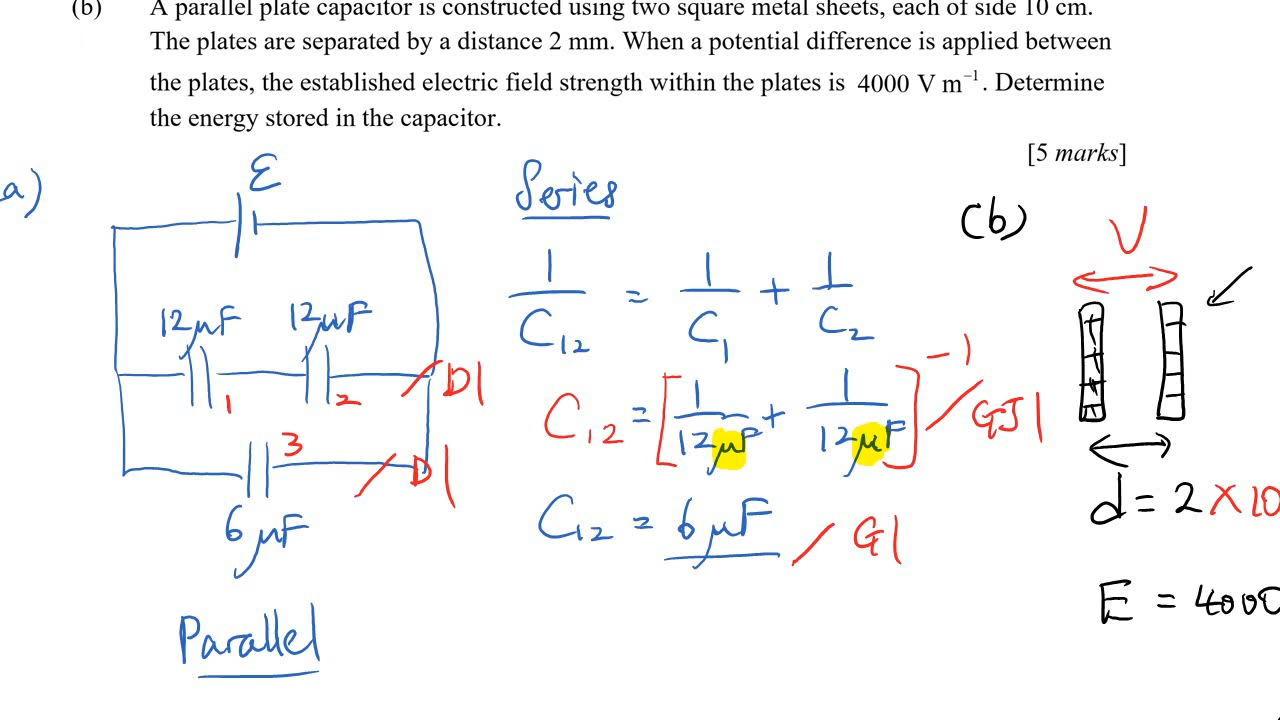 (b) A parallel plate capacitor is constructed using two square metal sheets, each of side 10 cm.
The plates are separated by a distance 2 mm. When a potential difference is applied between
the plates, the established electric field strength within the plates is 4000 V m⁻¹. Determine
the energy stored in the capacitor.
[5 marks]
a)
ε
12μF 12μF
1 2 / D1
3 / D1
6μF
Parallel
Series
1/C₁₂ = 1/C₁ + 1/C₂
C₁₂ = [1/12μF + 1/12μF]⁻¹ / GJ1
C₁₂ = 6μF / G1
(b)
V
d = 2 × 10
E = 4000